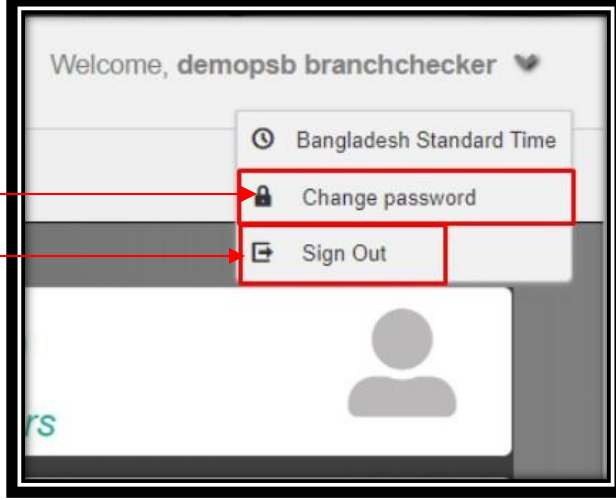 Welcome, demopsb branchchecker
Bangladesh Standard Time
Change password
Sign Out
rs